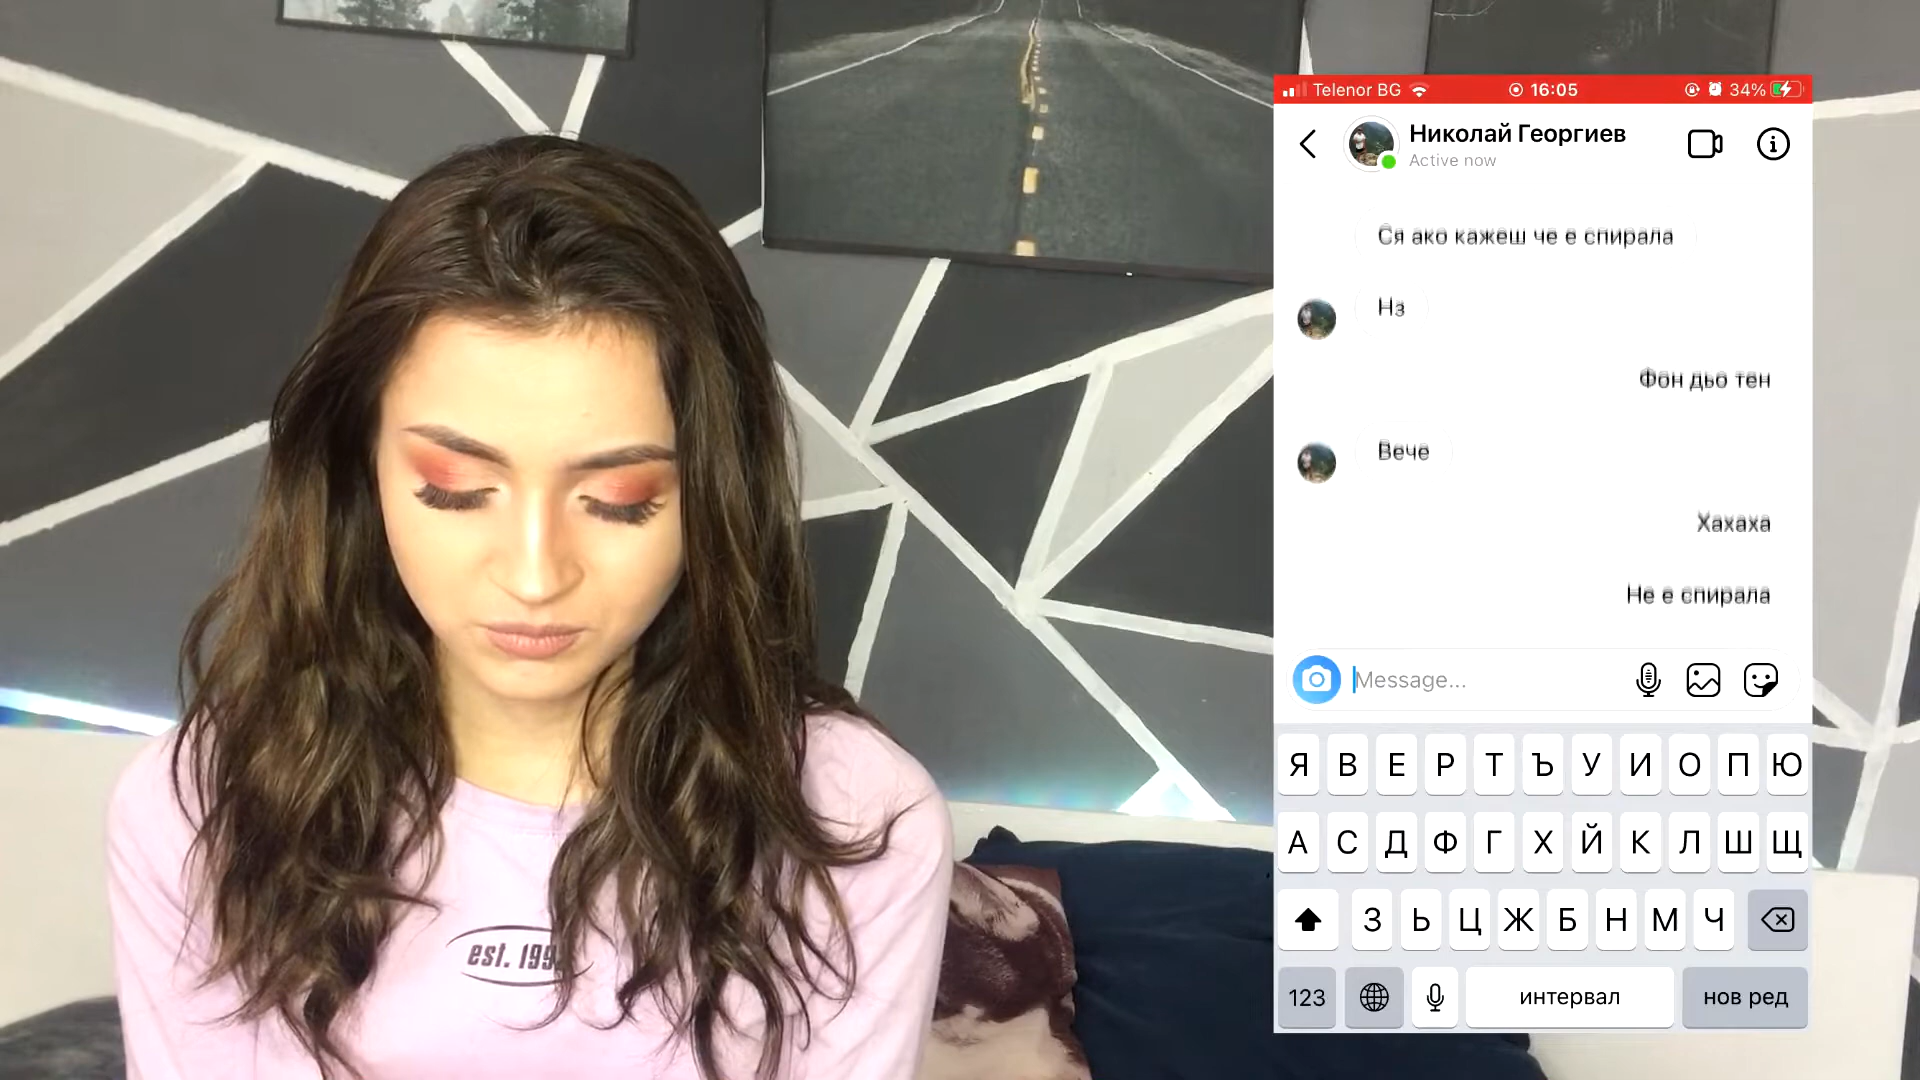 Telenor BG
16:05
34%
Николай Георгиев
Active now
Ся ако кажеш че е спирала
Нз
Фон дьо тен
Вече
Хахаха
Не е спирала
Message...
Я В Е Р Т Ъ У И О П Ю
А С Д Ф Г Х Й К Л Ш Щ
З Ь Ц Ж Б Н М Ч
123
интервал
нов ред
est. 199